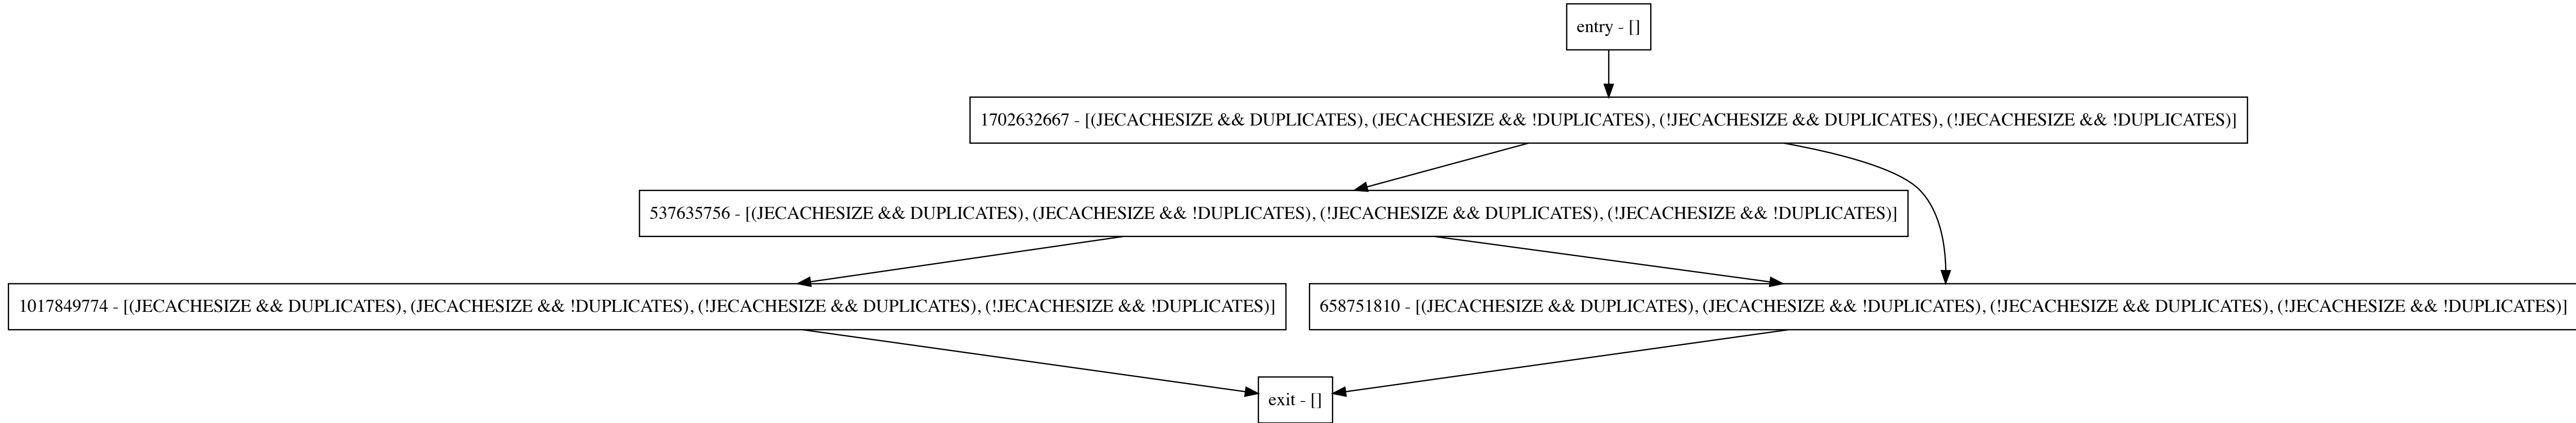 entry - []
1702632667 - [(JECACHESIZE && DUPLICATES), (JECACHESIZE && !DUPLICATES), (!JECACHESIZE && DUPLICATES), (!JECACHESIZE && !DUPLICATES)]
537635756 - [(JECACHESIZE && DUPLICATES), (JECACHESIZE && !DUPLICATES), (!JECACHESIZE && DUPLICATES), (!JECACHESIZE && !DUPLICATES)]
1017849774 - [(JECACHESIZE && DUPLICATES), (JECACHESIZE && !DUPLICATES), (!JECACHESIZE && DUPLICATES), (!JECACHESIZE && !DUPLICATES)]
658751810 - [(JECACHESIZE && DUPLICATES), (JECACHESIZE && !DUPLICATES), (!JECACHESIZE && DUPLICATES), (!JECACHESIZE && !DUPLICATES)]
exit - []